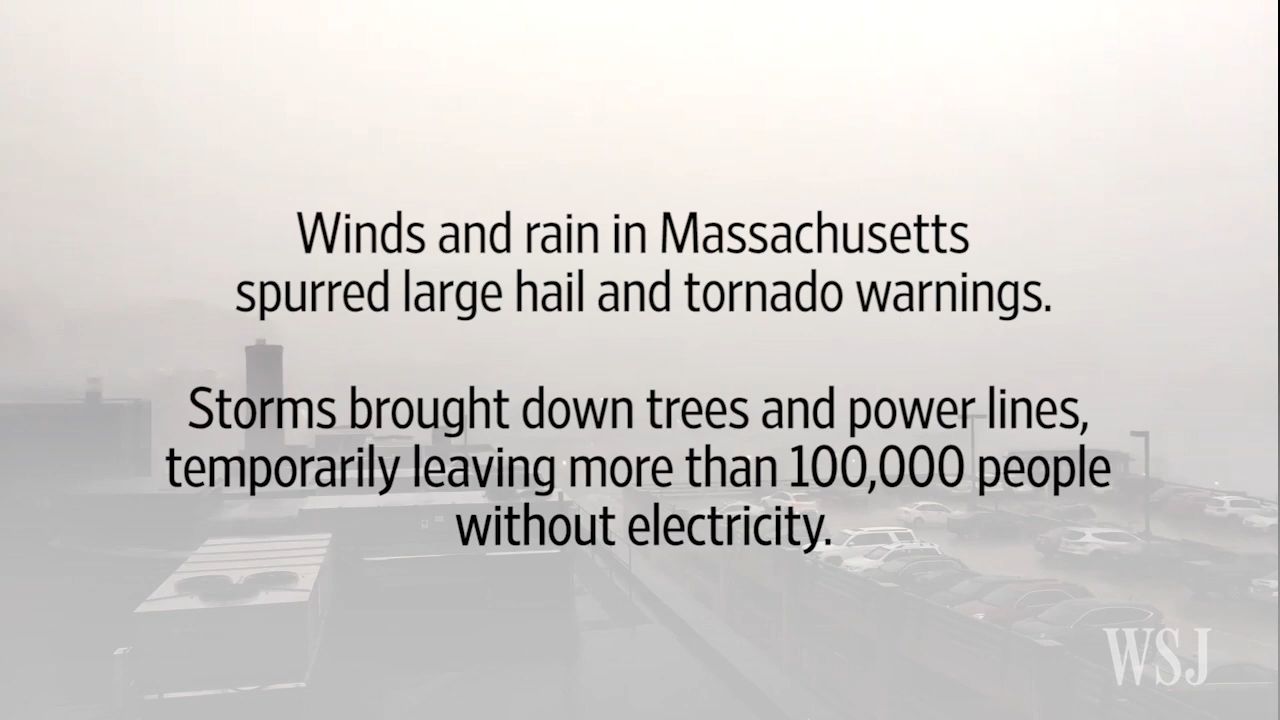 Winds and rain in Massachusetts
spurred large hail and tornado warnings.
Storms brought down trees and power lines,
temporarily leaving more than 100,000 people
without electricity.
WSJ